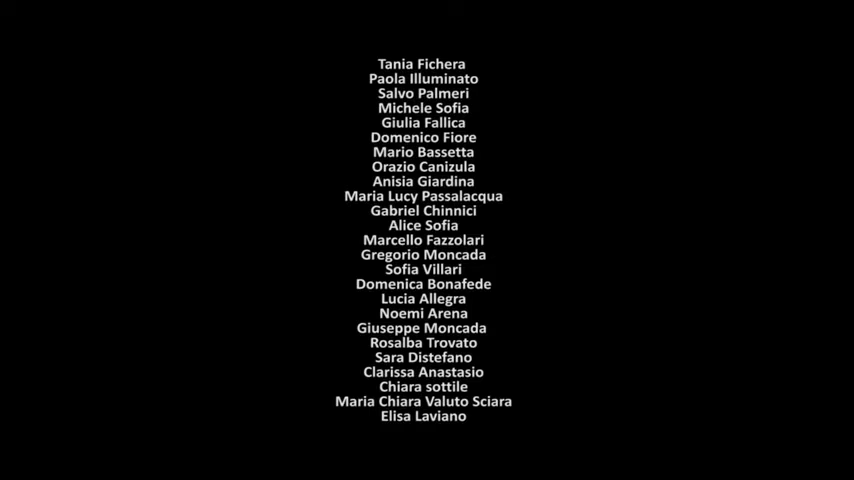 Tania Fichera
Paola Illuminato
Salvo Palmeri
Michele Sofia
Giulia Fallica
Domenico Fiore
Mario Bassetta
Orazio Canizula
Anisia Giardina
Maria Lucy Passalacqua
Gabriel Chinnici
Alice Sofia
Marcello Fazzolari
Gregorio Moncada
Sofia Villari
Domenica Bonafede
Lucia Allegra
Noemi Arena
Giuseppe Moncada
Rosalba Trovato
Sara Distefano
Clarissa Anastasio
Chiara sottile
Maria Chiara Valuto Sciara
Elisa Laviano